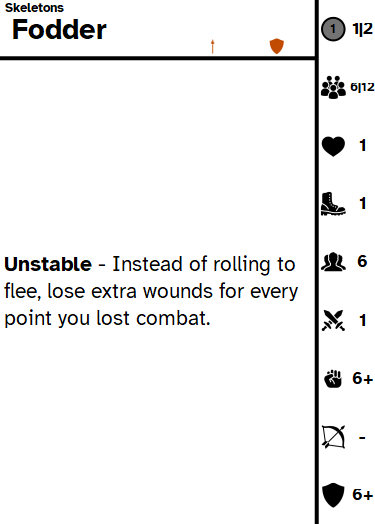 Skeletons
Fodder
Unstable - Instead of rolling to
flee, lose extra wounds for every
point you lost combat.
1 1|2
6|12
1
1
6
1
6+
-
6+